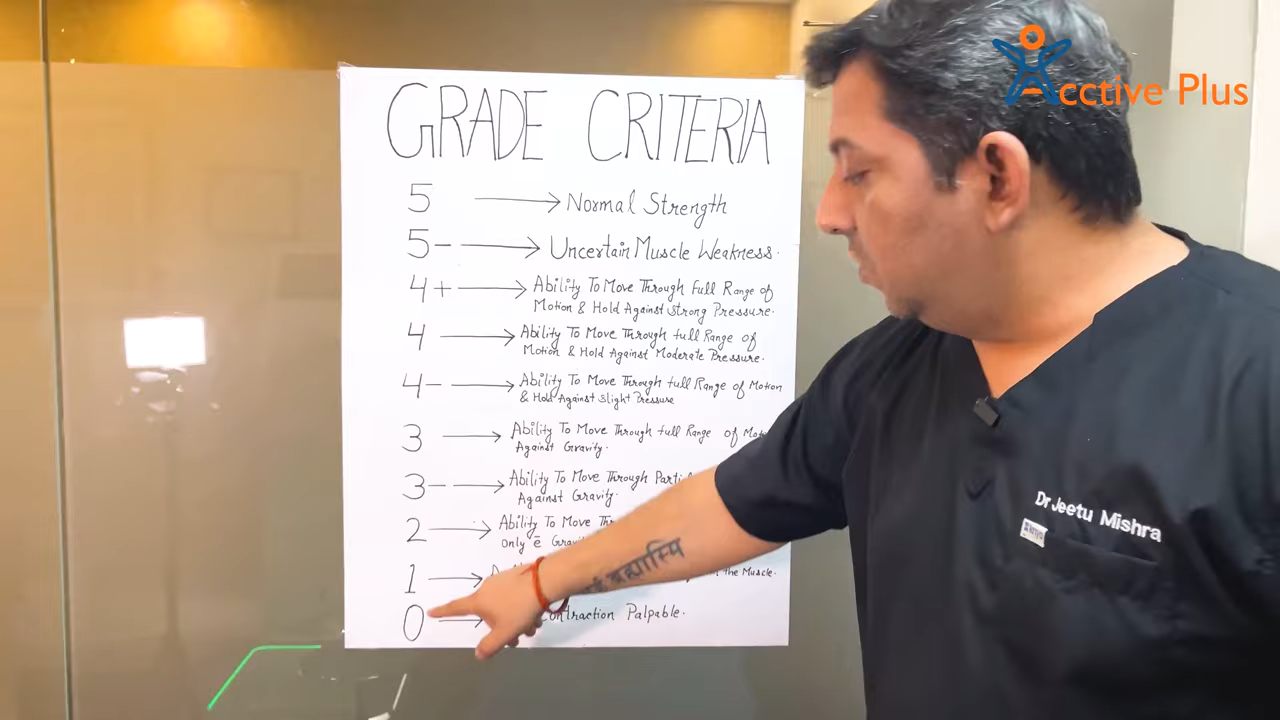 Acctive Plus
GRADE CRITERIA
5 → Normal Strength
5- → Uncertain Muscle Weakness.
4+ → Ability To Move Through Full Range of
Motion & Hold Against Strong Pressure.
4 → Ability To Move Through full Range of
Motion & Hold Against Moderate Pressure.
4- → Ability To Move Through full Range of Motion
& Hold Against Slight Pressure
3 → Ability To Move Through full Range of
Against Gravity.
3- → Ability To Move Through
Against Gravity.
2 → Ability To Move
only ē
1 → the Muscle.
0 → Contraction Palpable.
Dr Jeetu Mishra